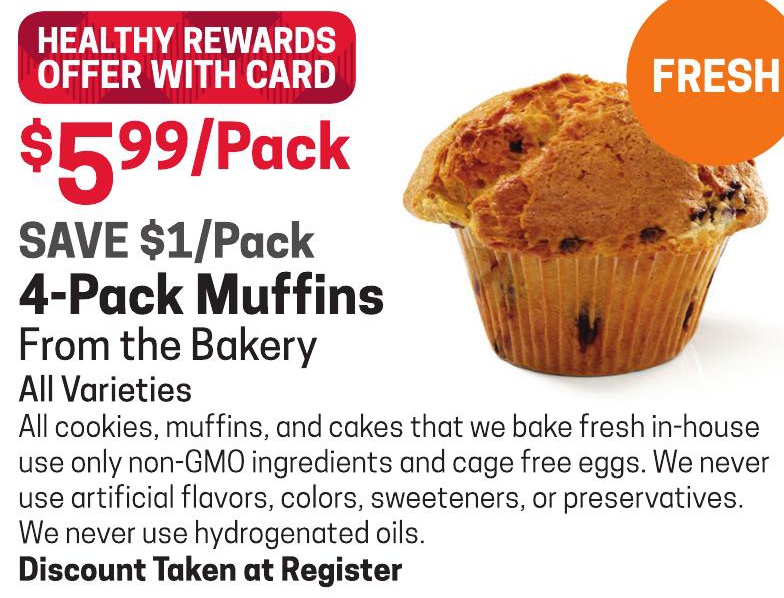 HEALTHY REWARDS
OFFER WITH CARD
FRESH
$599/Pack
SAVE $1/Pack
4-Pack Muffins
From the Bakery
All Varieties
All cookies, muffins, and cakes that we bake fresh in-house
use only non-GMO ingredients and cage free eggs. We never
use artificial flavors, colors, sweeteners, or preservatives.
We never use hydrogenated oils.
Discount Taken at Register